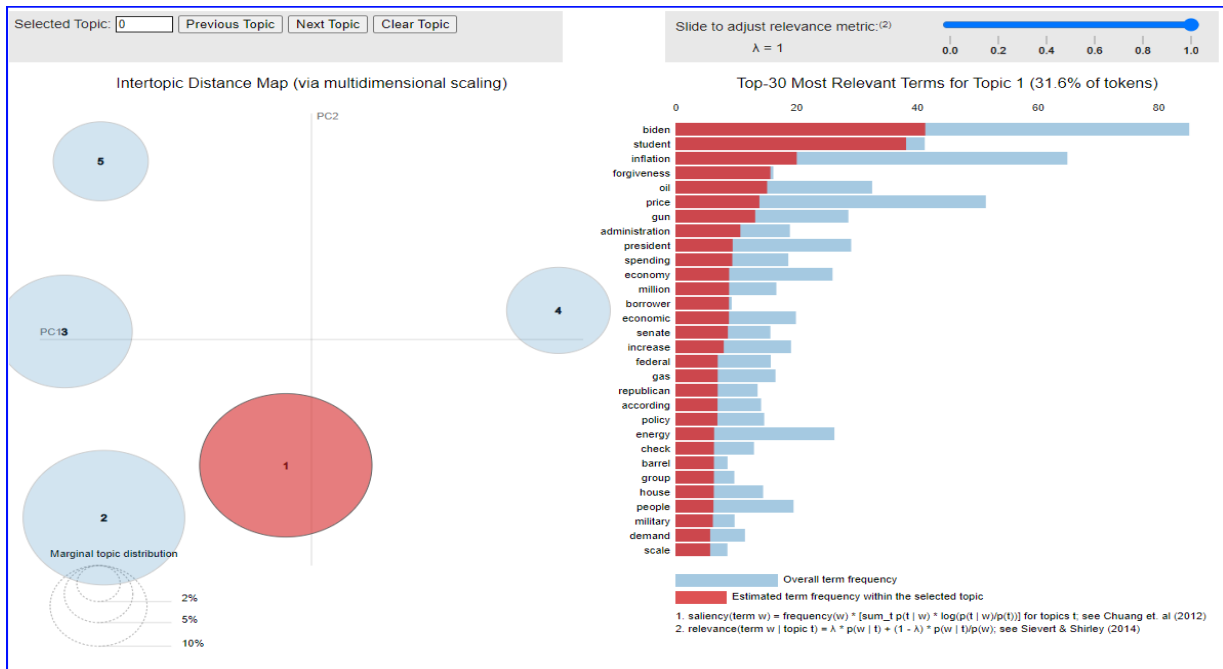 Selected Topic: 0 Previous Topic Next Topic Clear Topic
Slide to adjust relevance metric:(2)
λ = 1
0.0 0.2 0.4 0.6 0.8 1.0
Intertopic Distance Map (via multidimensional scaling)
PC2
5
PC1
3
4
1
2
Marginal topic distribution
2%
5%
10%
Top-30 Most Relevant Terms for Topic 1 (31.6% of tokens)
0 20 40 60 80
biden
student
inflation
forgiveness
oil
price
gun
administration
president
spending
economy
million
borrower
economic
senate
increase
federal
gas
republican
according
policy
energy
check
barrel
group
house
people
military
demand
scale
Overall term frequency
Estimated term frequency within the selected topic
1. saliency(term w) = frequency(w) * [sum_t p(t | w) * log(p(t | w)/p(t))] for topics t; see Chuang et. al (2012)
2. relevance(term w | topic t) = λ * p(w | t) + (1 - λ) * p(w | t)/p(w); see Sievert & Shirley (2014)